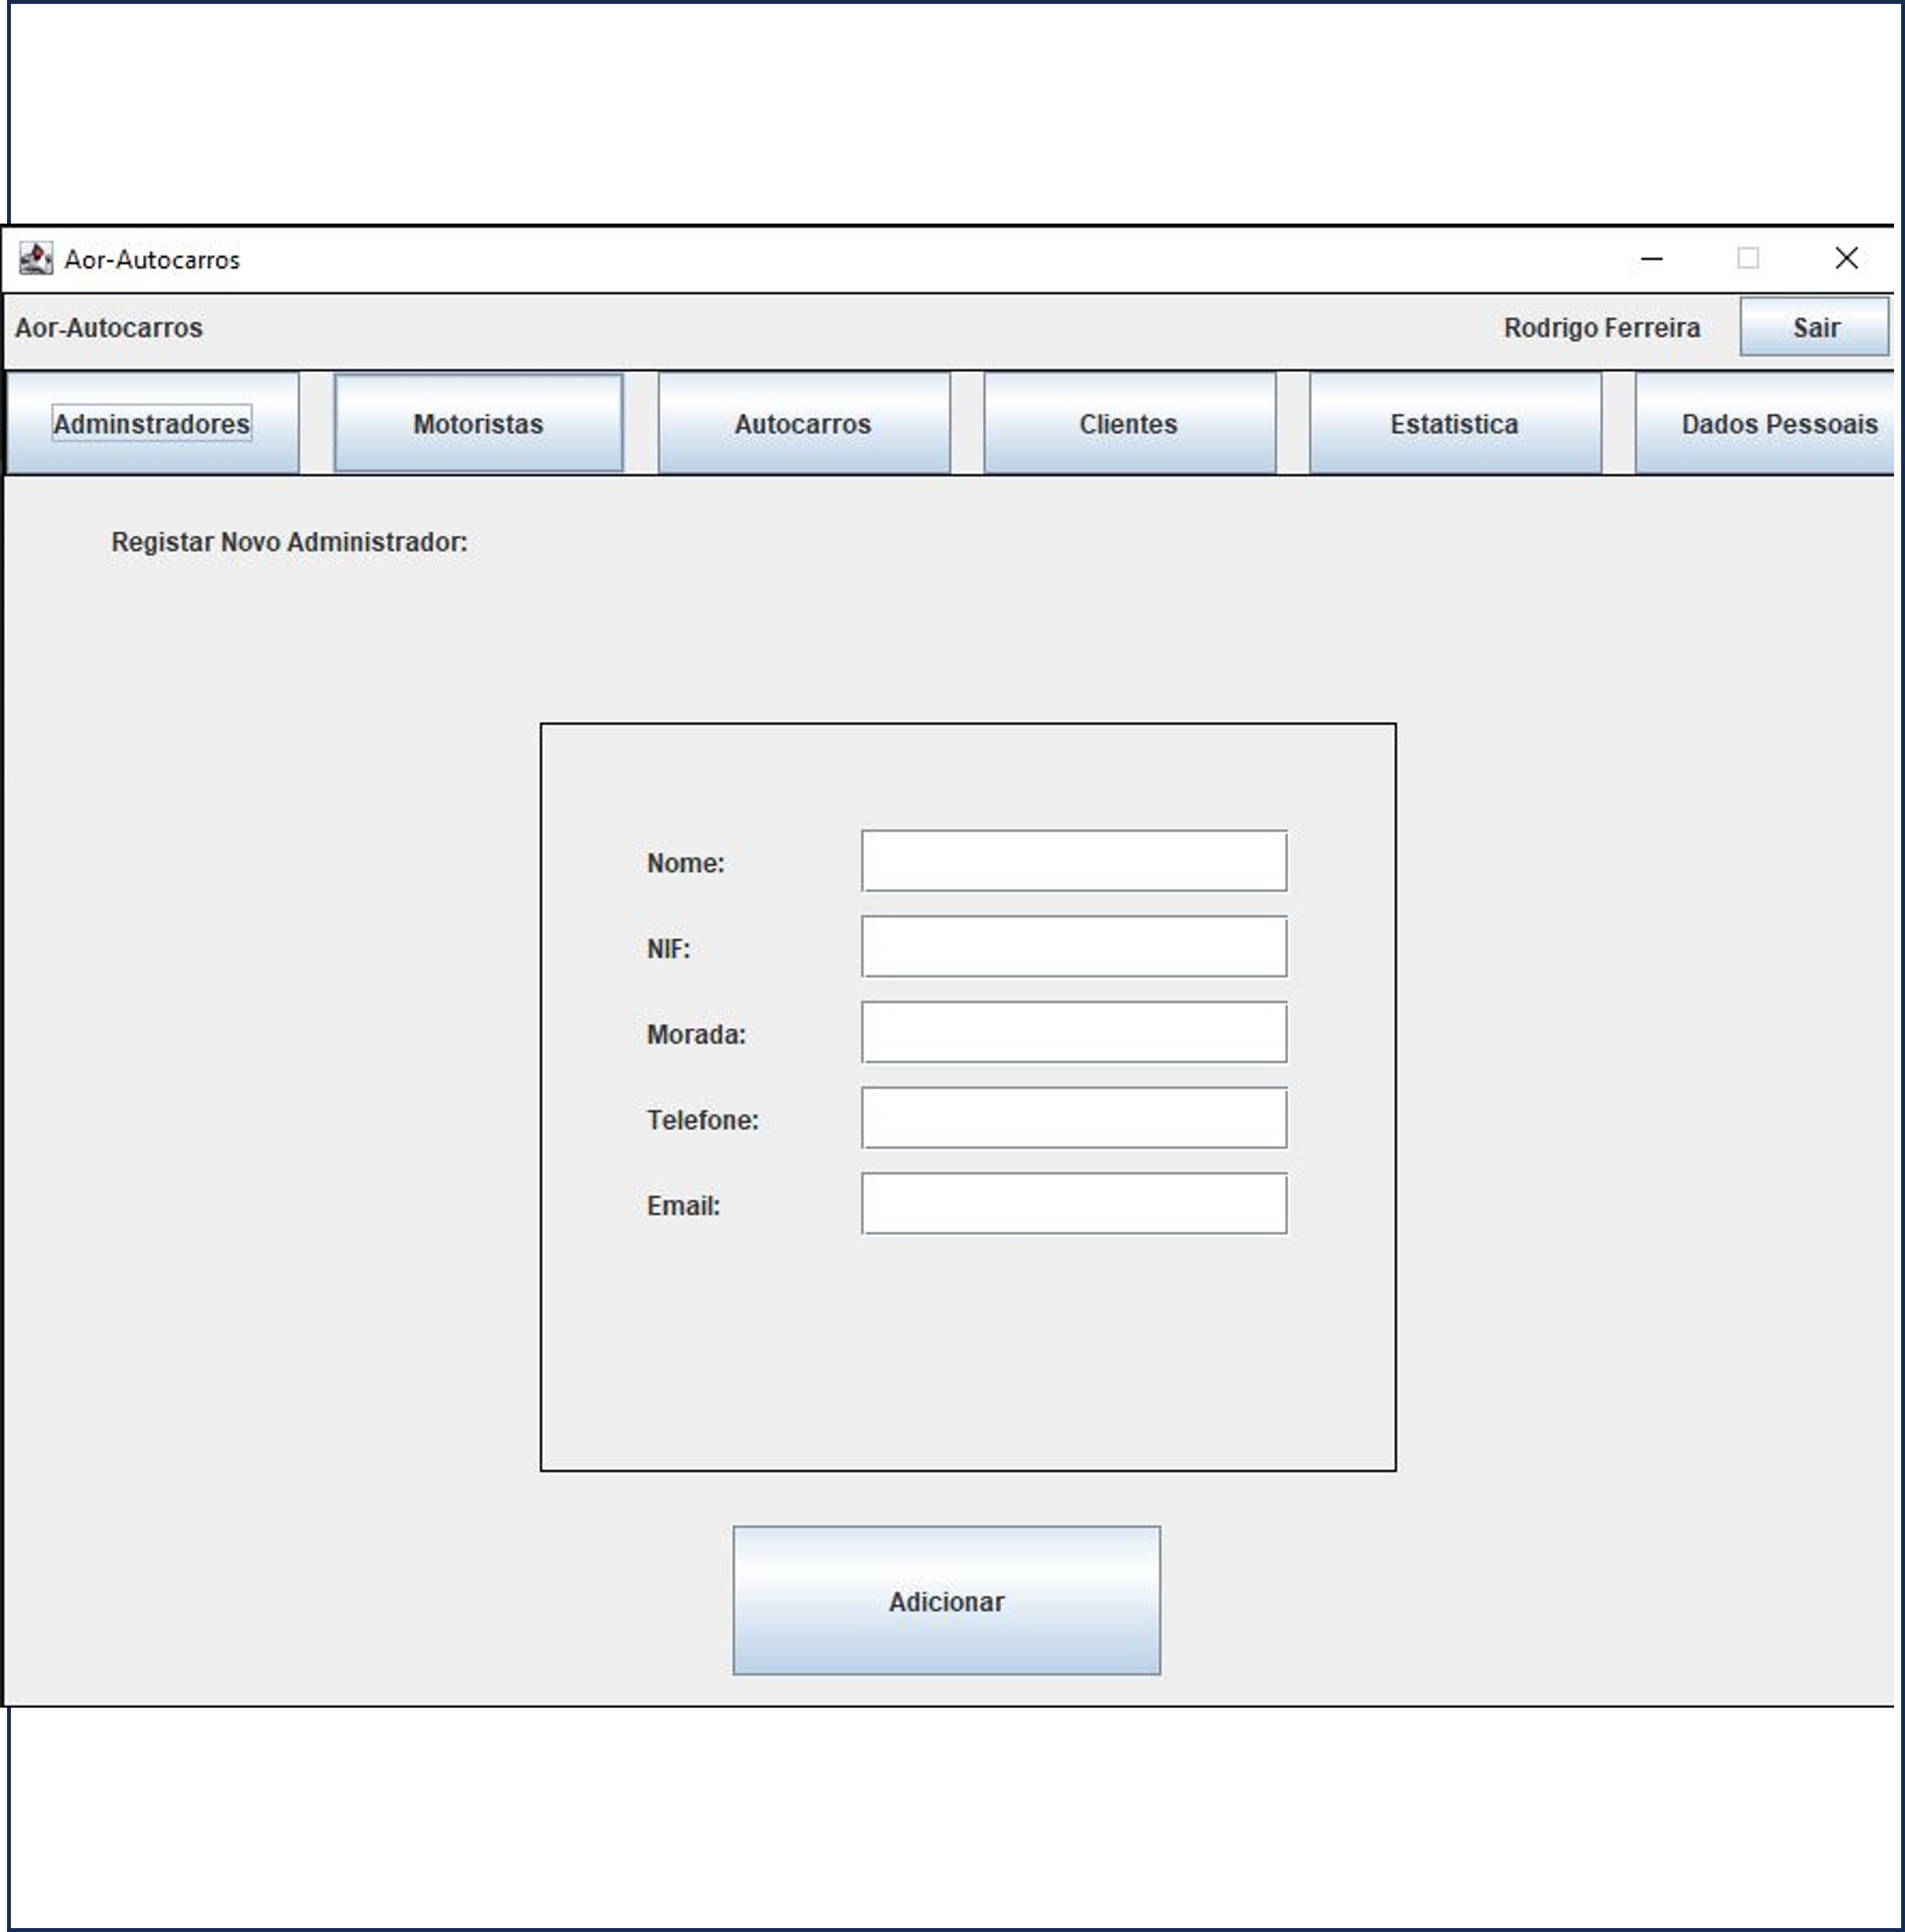 Aor-Autocarros
Aor-Autocarros Rodrigo Ferreira Sair
Adminstradores Motoristas Autocarros Clientes Estatistica Dados Pessoais
Registar Novo Administrador:
Nome:
NIF:
Morada:
Telefone:
Email:
Adicionar